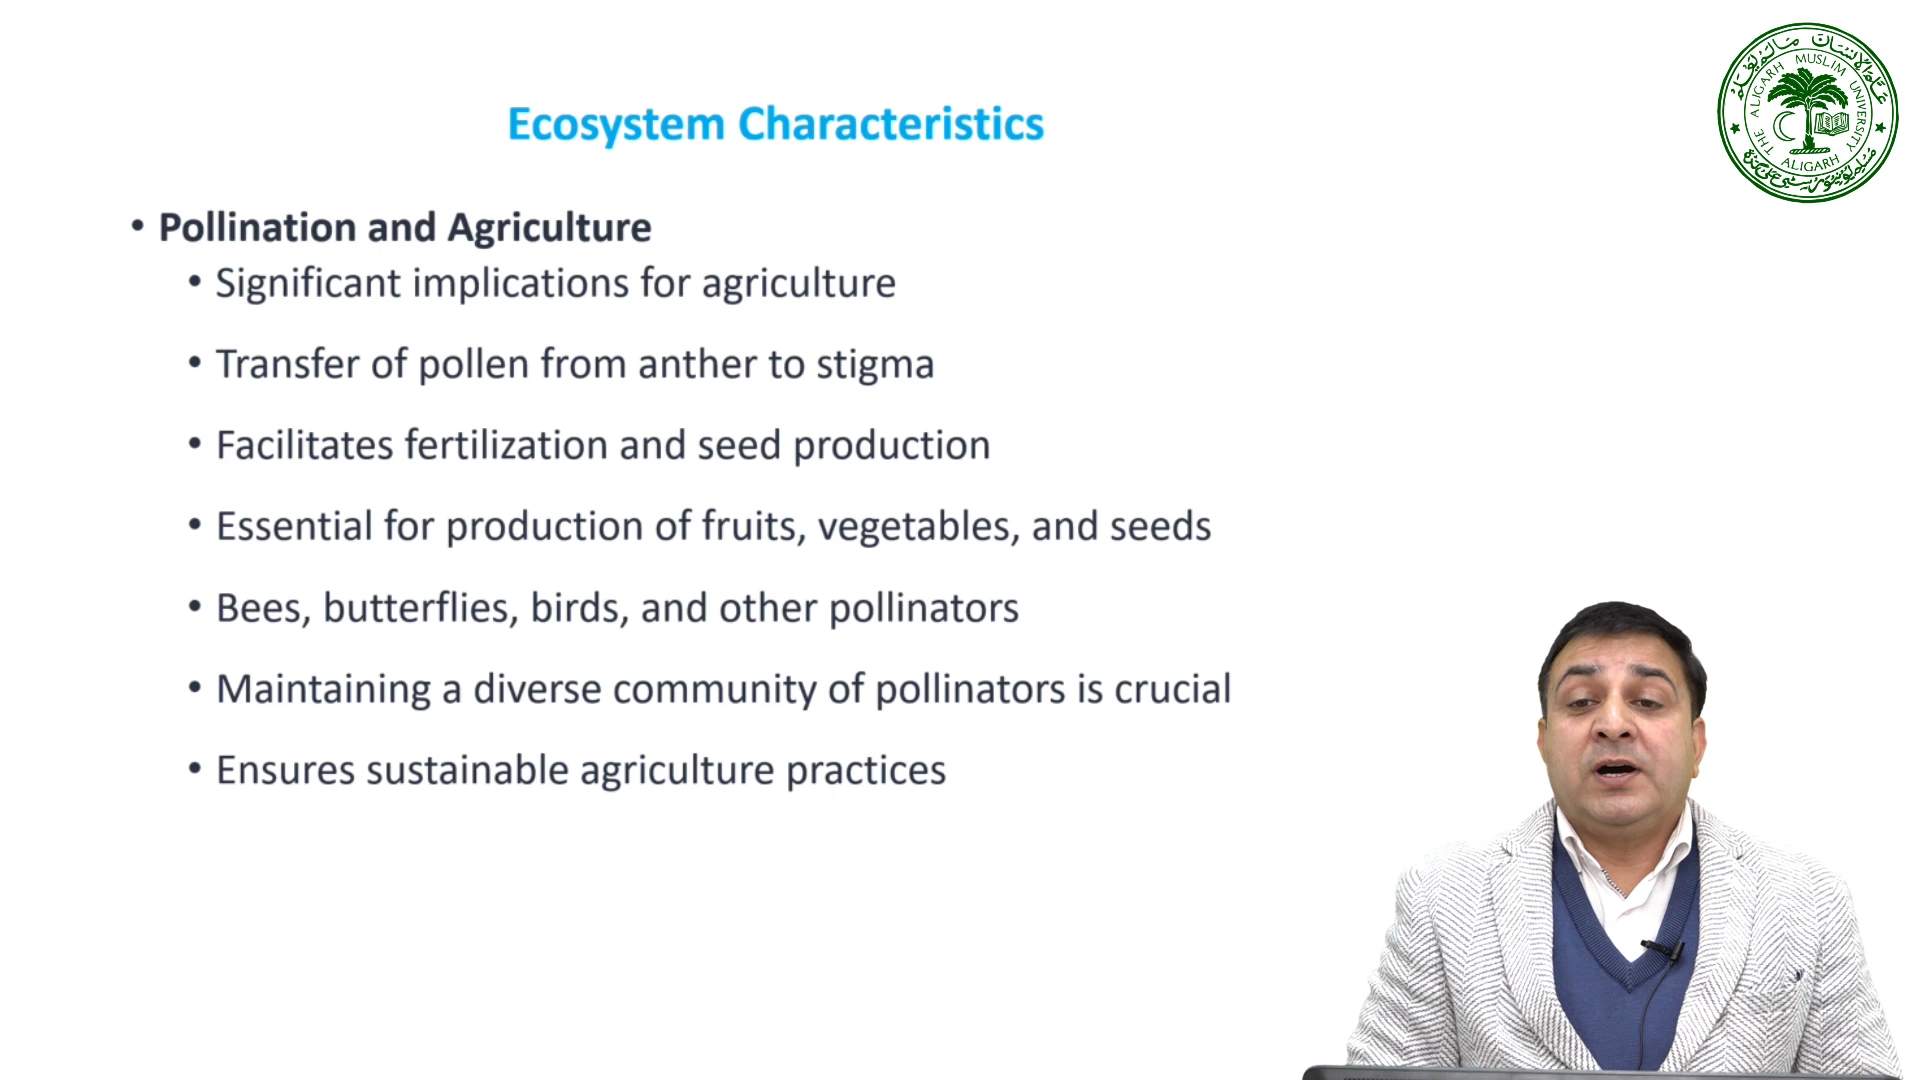 Ecosystem Characteristics
• Pollination and Agriculture
• Significant implications for agriculture
• Transfer of pollen from anther to stigma
• Facilitates fertilization and seed production
• Essential for production of fruits, vegetables, and seeds
• Bees, butterflies, birds, and other pollinators
• Maintaining a diverse community of pollinators is crucial
• Ensures sustainable agriculture practices
عَلَّمَ الْاِنْسَانَ مَا لَمْ يَعْلَمْ
THE ALIGARH MUSLIM UNIVERSITY
ALIGARH